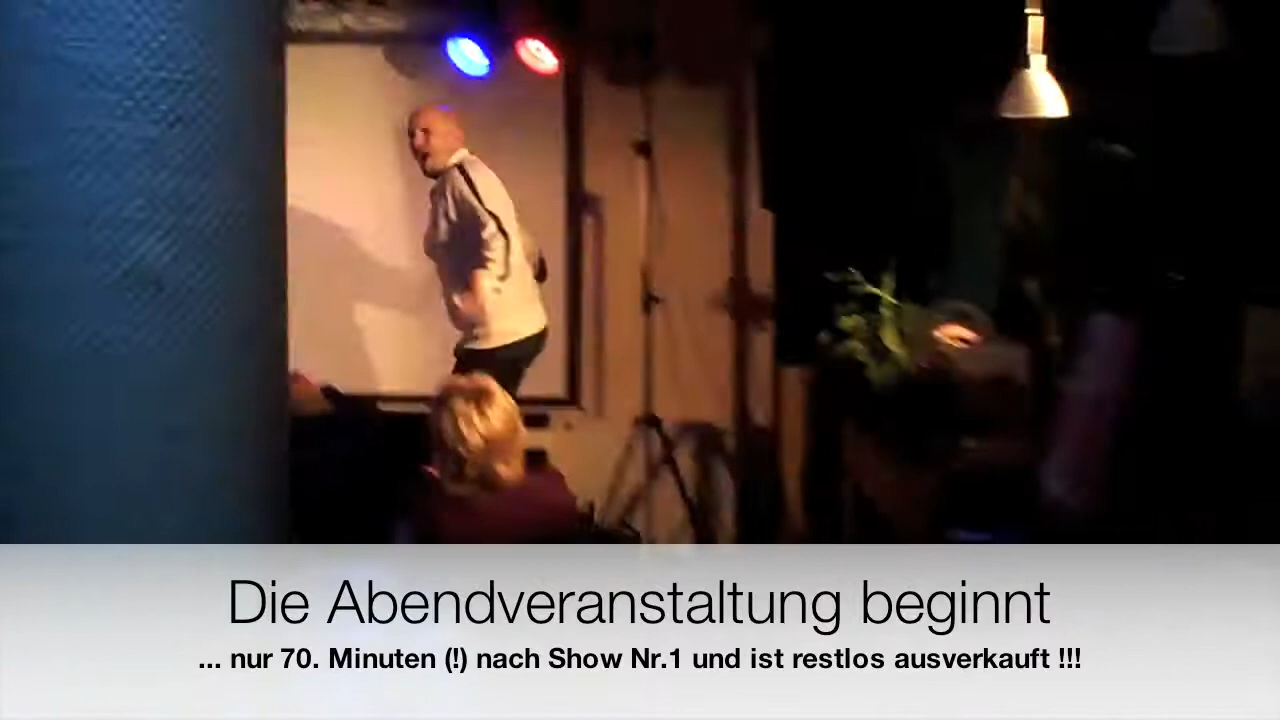 Die Abendveranstaltung beginnt
... nur 70. Minuten (!) nach Show Nr.1 und ist restlos ausverkauft !!!